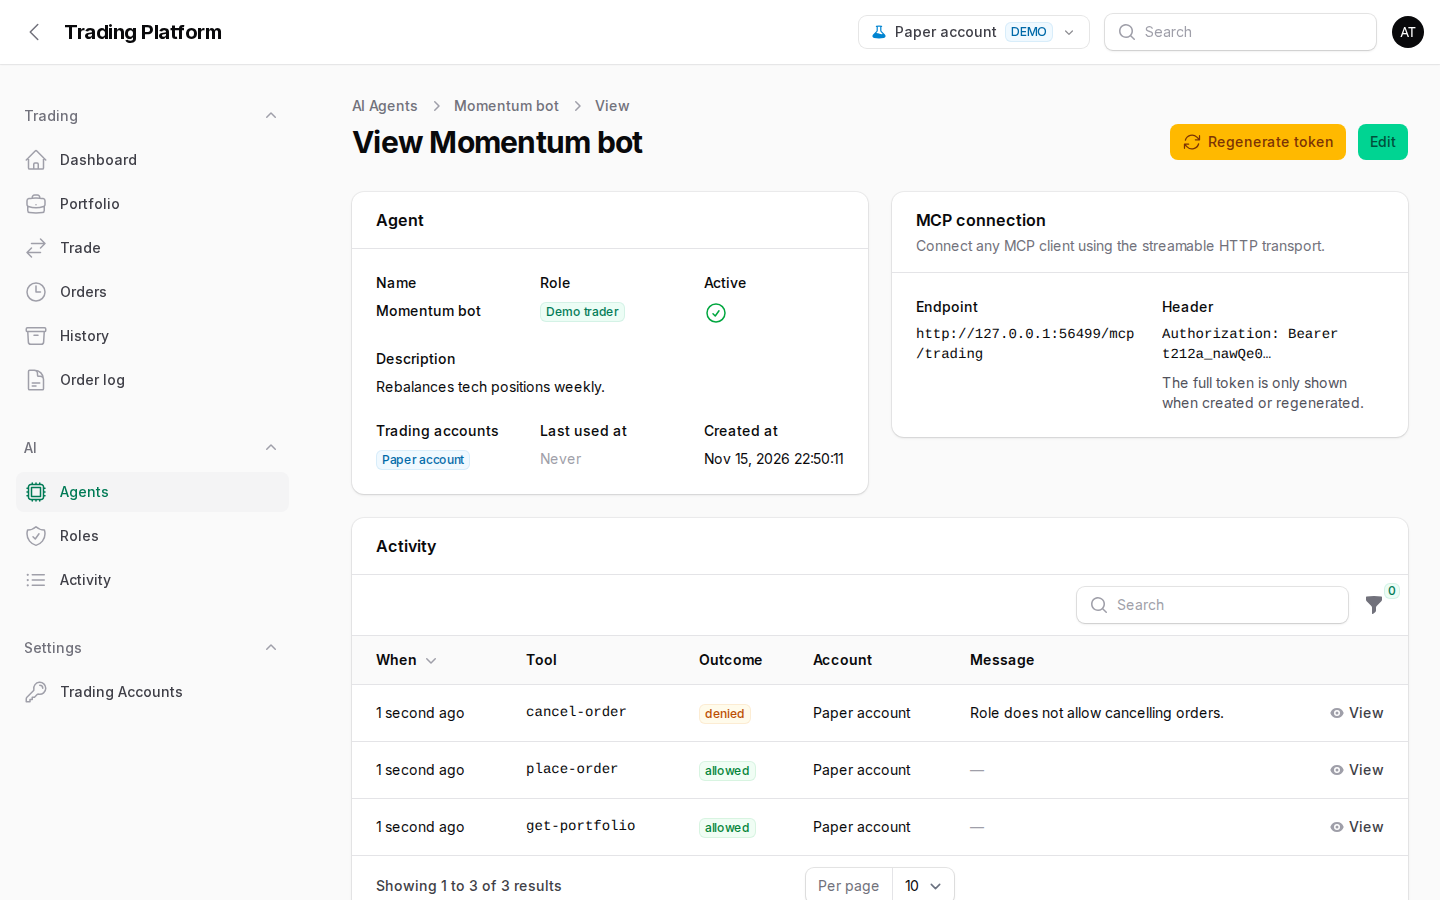 Trading Platform
Paper account DEMO
Search
AT
Trading
Dashboard
Portfolio
Trade
Orders
History
Order log
AI
Agents
Roles
Activity
Settings
Trading Accounts
AI Agents > Momentum bot > View
View Momentum bot
Regenerate token
Edit
Agent
Name Role Active
Momentum bot Demo trader
Description
Rebalances tech positions weekly.
Trading accounts Last used at Created at
Paper account Never Nov 15, 2026 22:50:11
MCP connection
Connect any MCP client using the streamable HTTP transport.
Endpoint Header
http://127.0.0.1:56499/mcp Authorization: Bearer
/trading t212a_nawQe0…
The full token is only shown
when created or regenerated.
Activity
Search
0
When Tool Outcome Account Message
1 second ago cancel-order denied Paper account Role does not allow cancelling orders. View
1 second ago place-order allowed Paper account — View
1 second ago get-portfolio allowed Paper account — View
Showing 1 to 3 of 3 results Per page 10